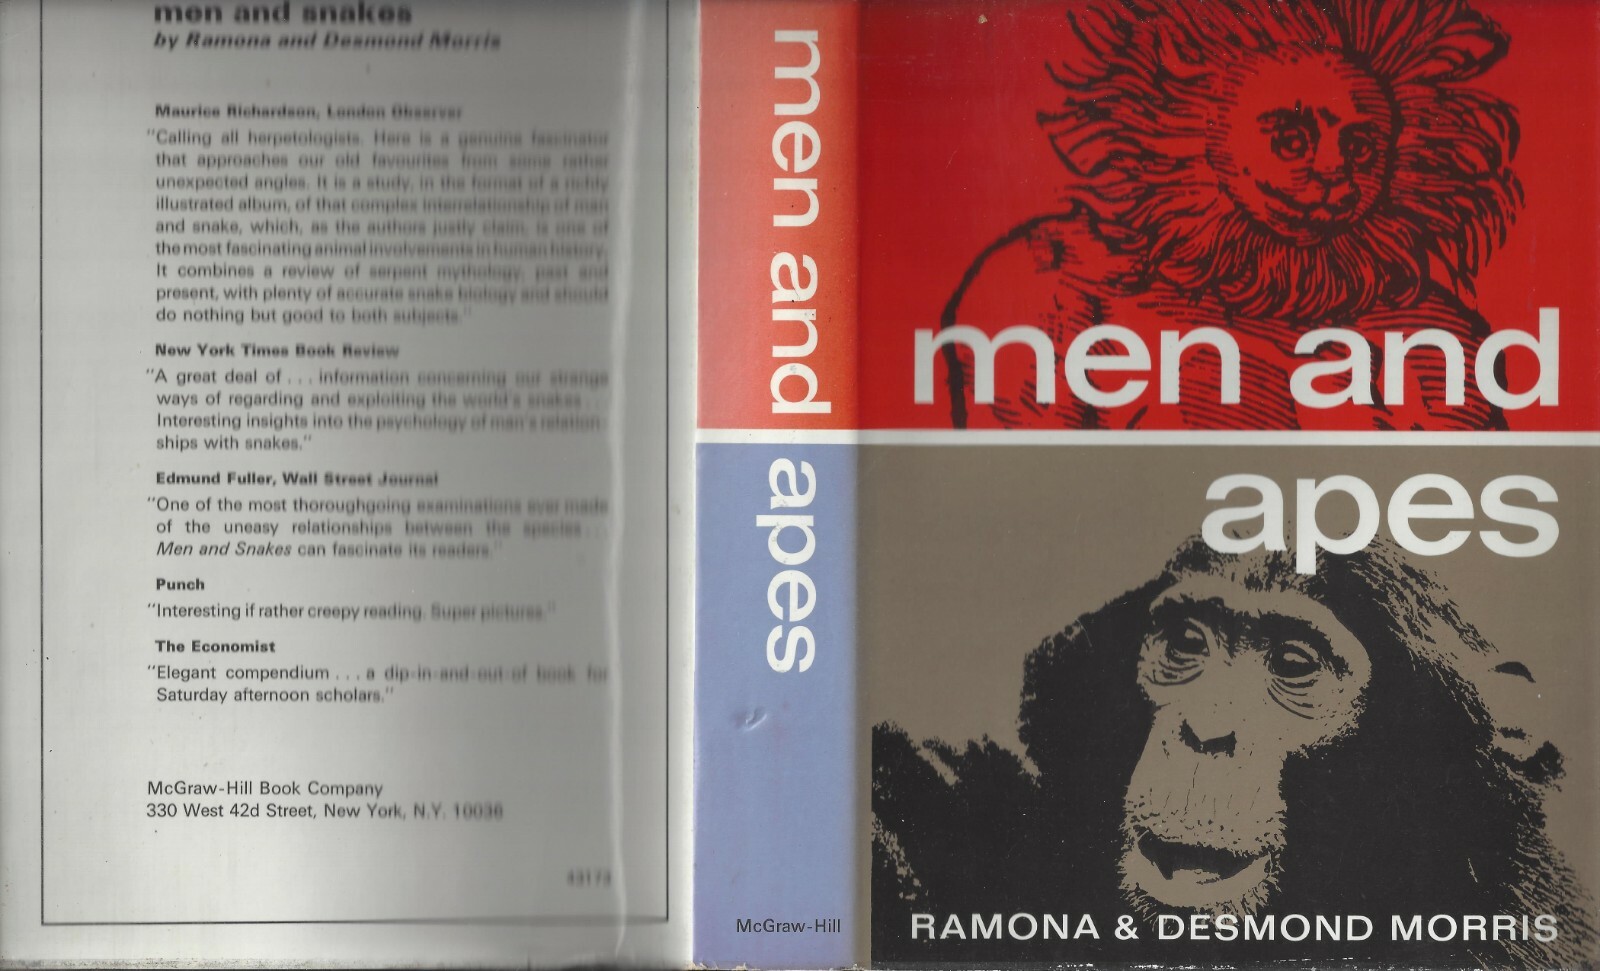 men and snakes
by Ramona and Desmond Morris
Maurice Richardson, London Observer
"Calling all herpetologists. Here is a genuine fascinator
that approaches our old favourites from some rather
unexpected angles. It is a study, in the format of a richly
illustrated album, of that complex interrelationship of man
and snake, which, as the authors justly claim, is one of
the most fascinating animal involvements in human history.
It combines a review of serpent mythology, past and
present, with plenty of accurate snake biology and should
do nothing but good to both subjects."
New York Times Book Review
"A great deal of . . . information concerning our strange
ways of regarding and exploiting the world's snakes . . .
Interesting insights into the psychology of man's relation-
ships with snakes."
Edmund Fuller, Wall Street Journal
"One of the most thoroughgoing examinations ever made
of the uneasy relationships between the species . . .
Men and Snakes can fascinate its readers."
Punch
"Interesting if rather creepy reading. Super pictures."
The Economist
"Elegant compendium . . . a dip-in-and-out-of book for
Saturday afternoon scholars."
McGraw-Hill Book Company
330 West 42d Street, New York, N.Y. 10036
43173
men and apes
McGraw-Hill
men and
apes
RAMONA & DESMOND MORRIS